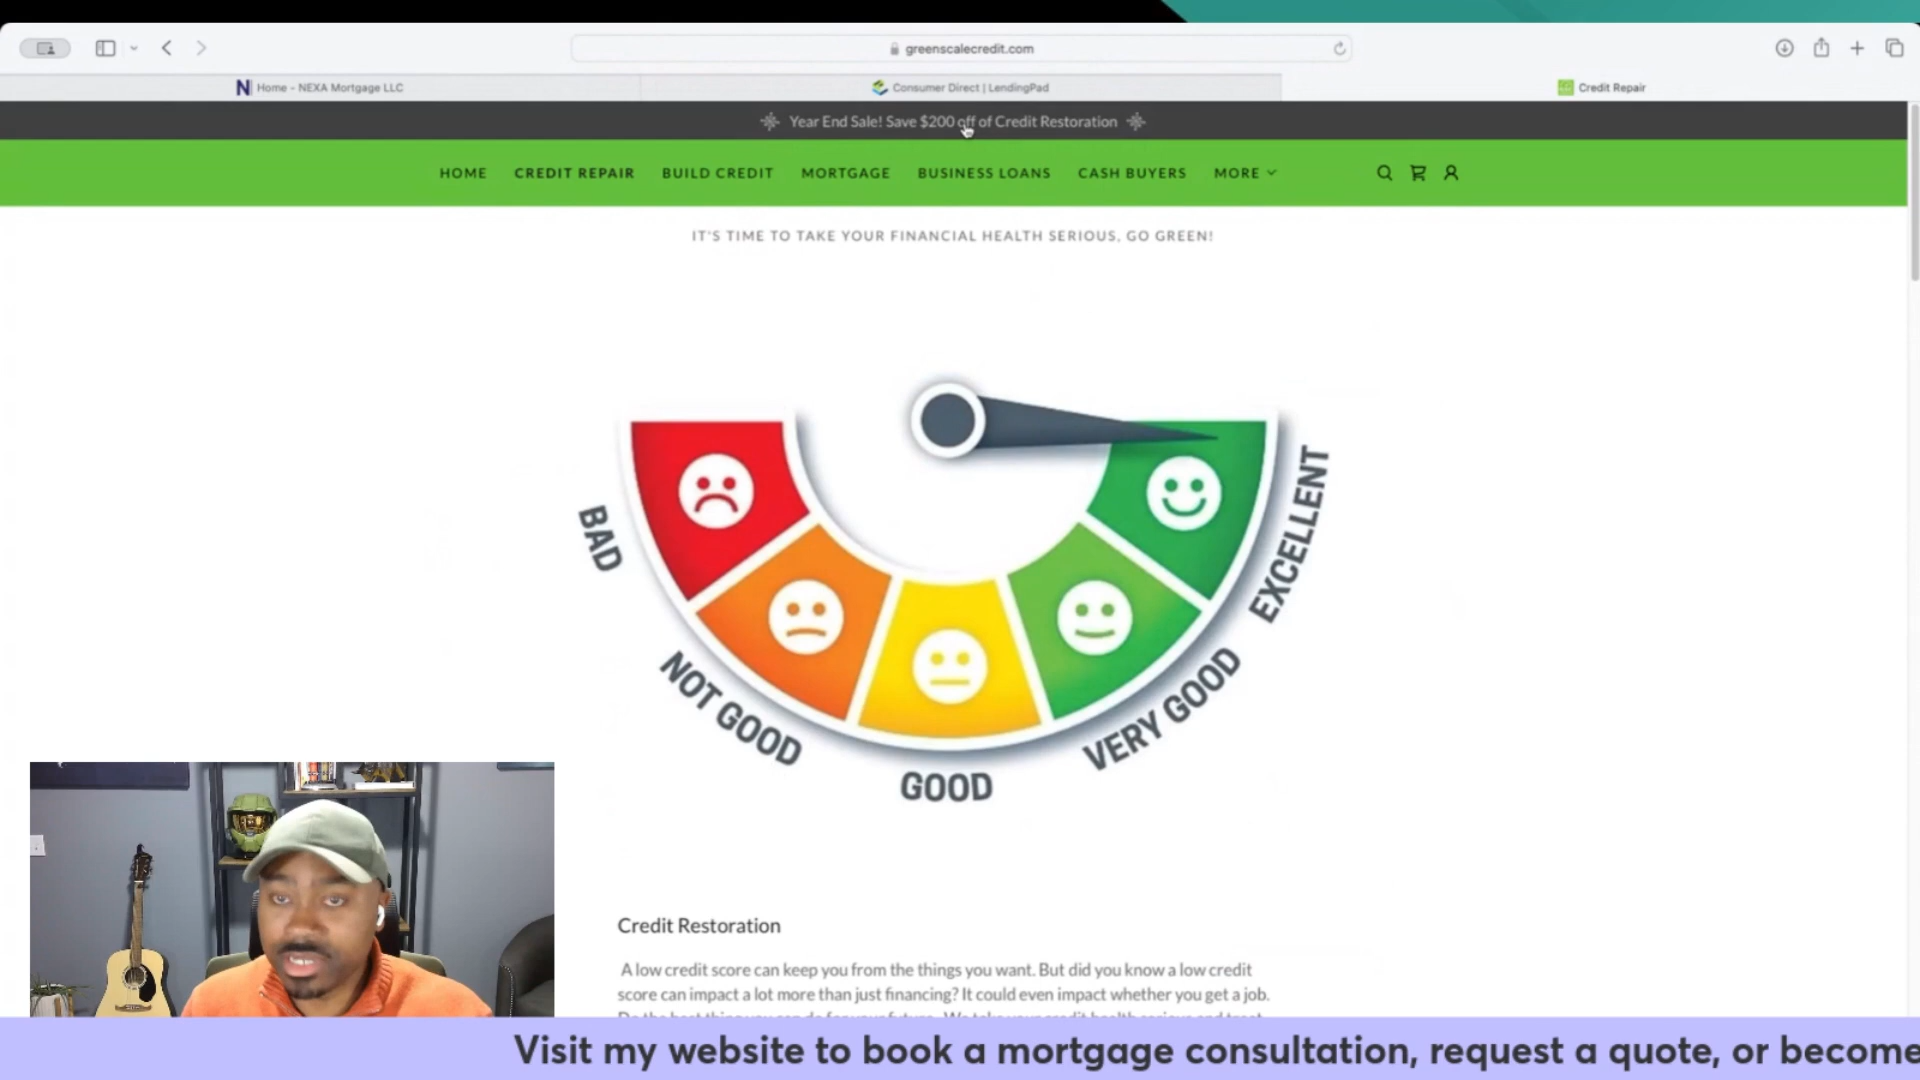 greenscalecredit.com
Home - NEXA Mortgage LLC
Consumer Direct | LendingPad
Credit Repair
Year End Sale! Save $200 off of Credit Restoration
HOME CREDIT REPAIR BUILD CREDIT MORTGAGE BUSINESS LOANS CASH BUYERS MORE
IT'S TIME TO TAKE YOUR FINANCIAL HEALTH SERIOUS, GO GREEN!
BAD
NOT GOOD
GOOD
VERY GOOD
EXCELLENT
Credit Restoration
A low credit score can keep you from the things you want. But did you know a low credit
score can impact a lot more than just financing? It could even impact whether you get a job.
Visit my website to book a mortgage consultation, request a quote, or become